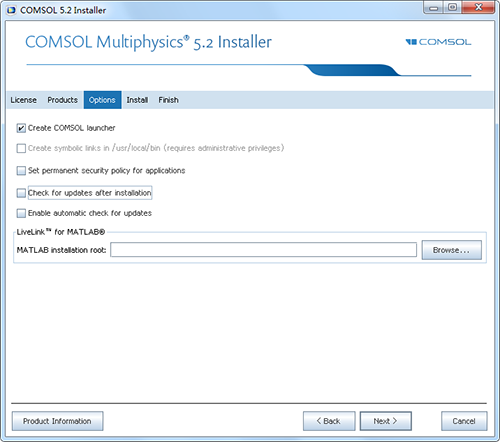 COMSOL 5.2 Installer
COMSOL Multiphysics® 5.2 Installer
COMSOL
License Products Options Install Finish
Create COMSOL launcher
Create symbolic links in /usr/local/bin (requires administrative privileges)
Set permanent security policy for applications
Check for updates after installation
Enable automatic check for updates
LiveLink™ for MATLAB®
MATLAB installation root: Browse...
Product Information < Back Next > Cancel